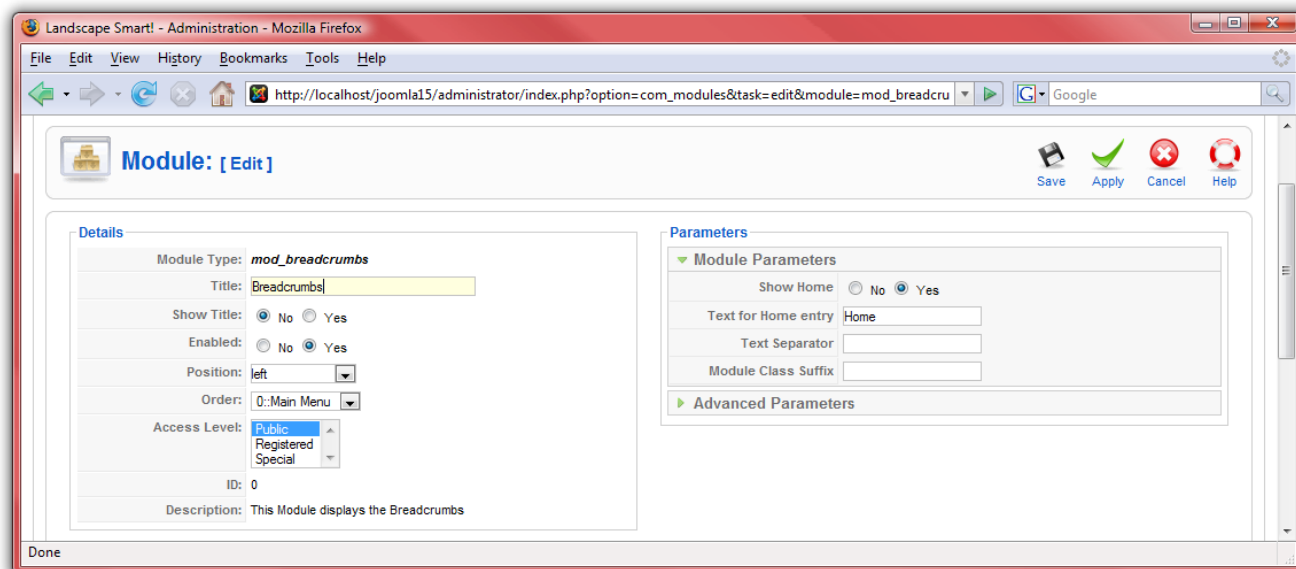 Landscape Smart! - Administration - Mozilla Firefox
File Edit View History Bookmarks Tools Help
http://localhost/joomla15/administrator/index.php?option=com_modules&task=edit&module=mod_breadcru
G Google
Module: [ Edit ]
Save Apply Cancel Help
Details
Module Type: mod_breadcrumbs
Title: Breadcrumbs
Show Title: No Yes
Enabled: No Yes
Position: left
Order: 0::Main Menu
Access Level: Public
Registered
Special
ID: 0
Description: This Module displays the Breadcrumbs
Parameters
Module Parameters
Show Home No Yes
Text for Home entry Home
Text Separator
Module Class Suffix
Advanced Parameters
Done